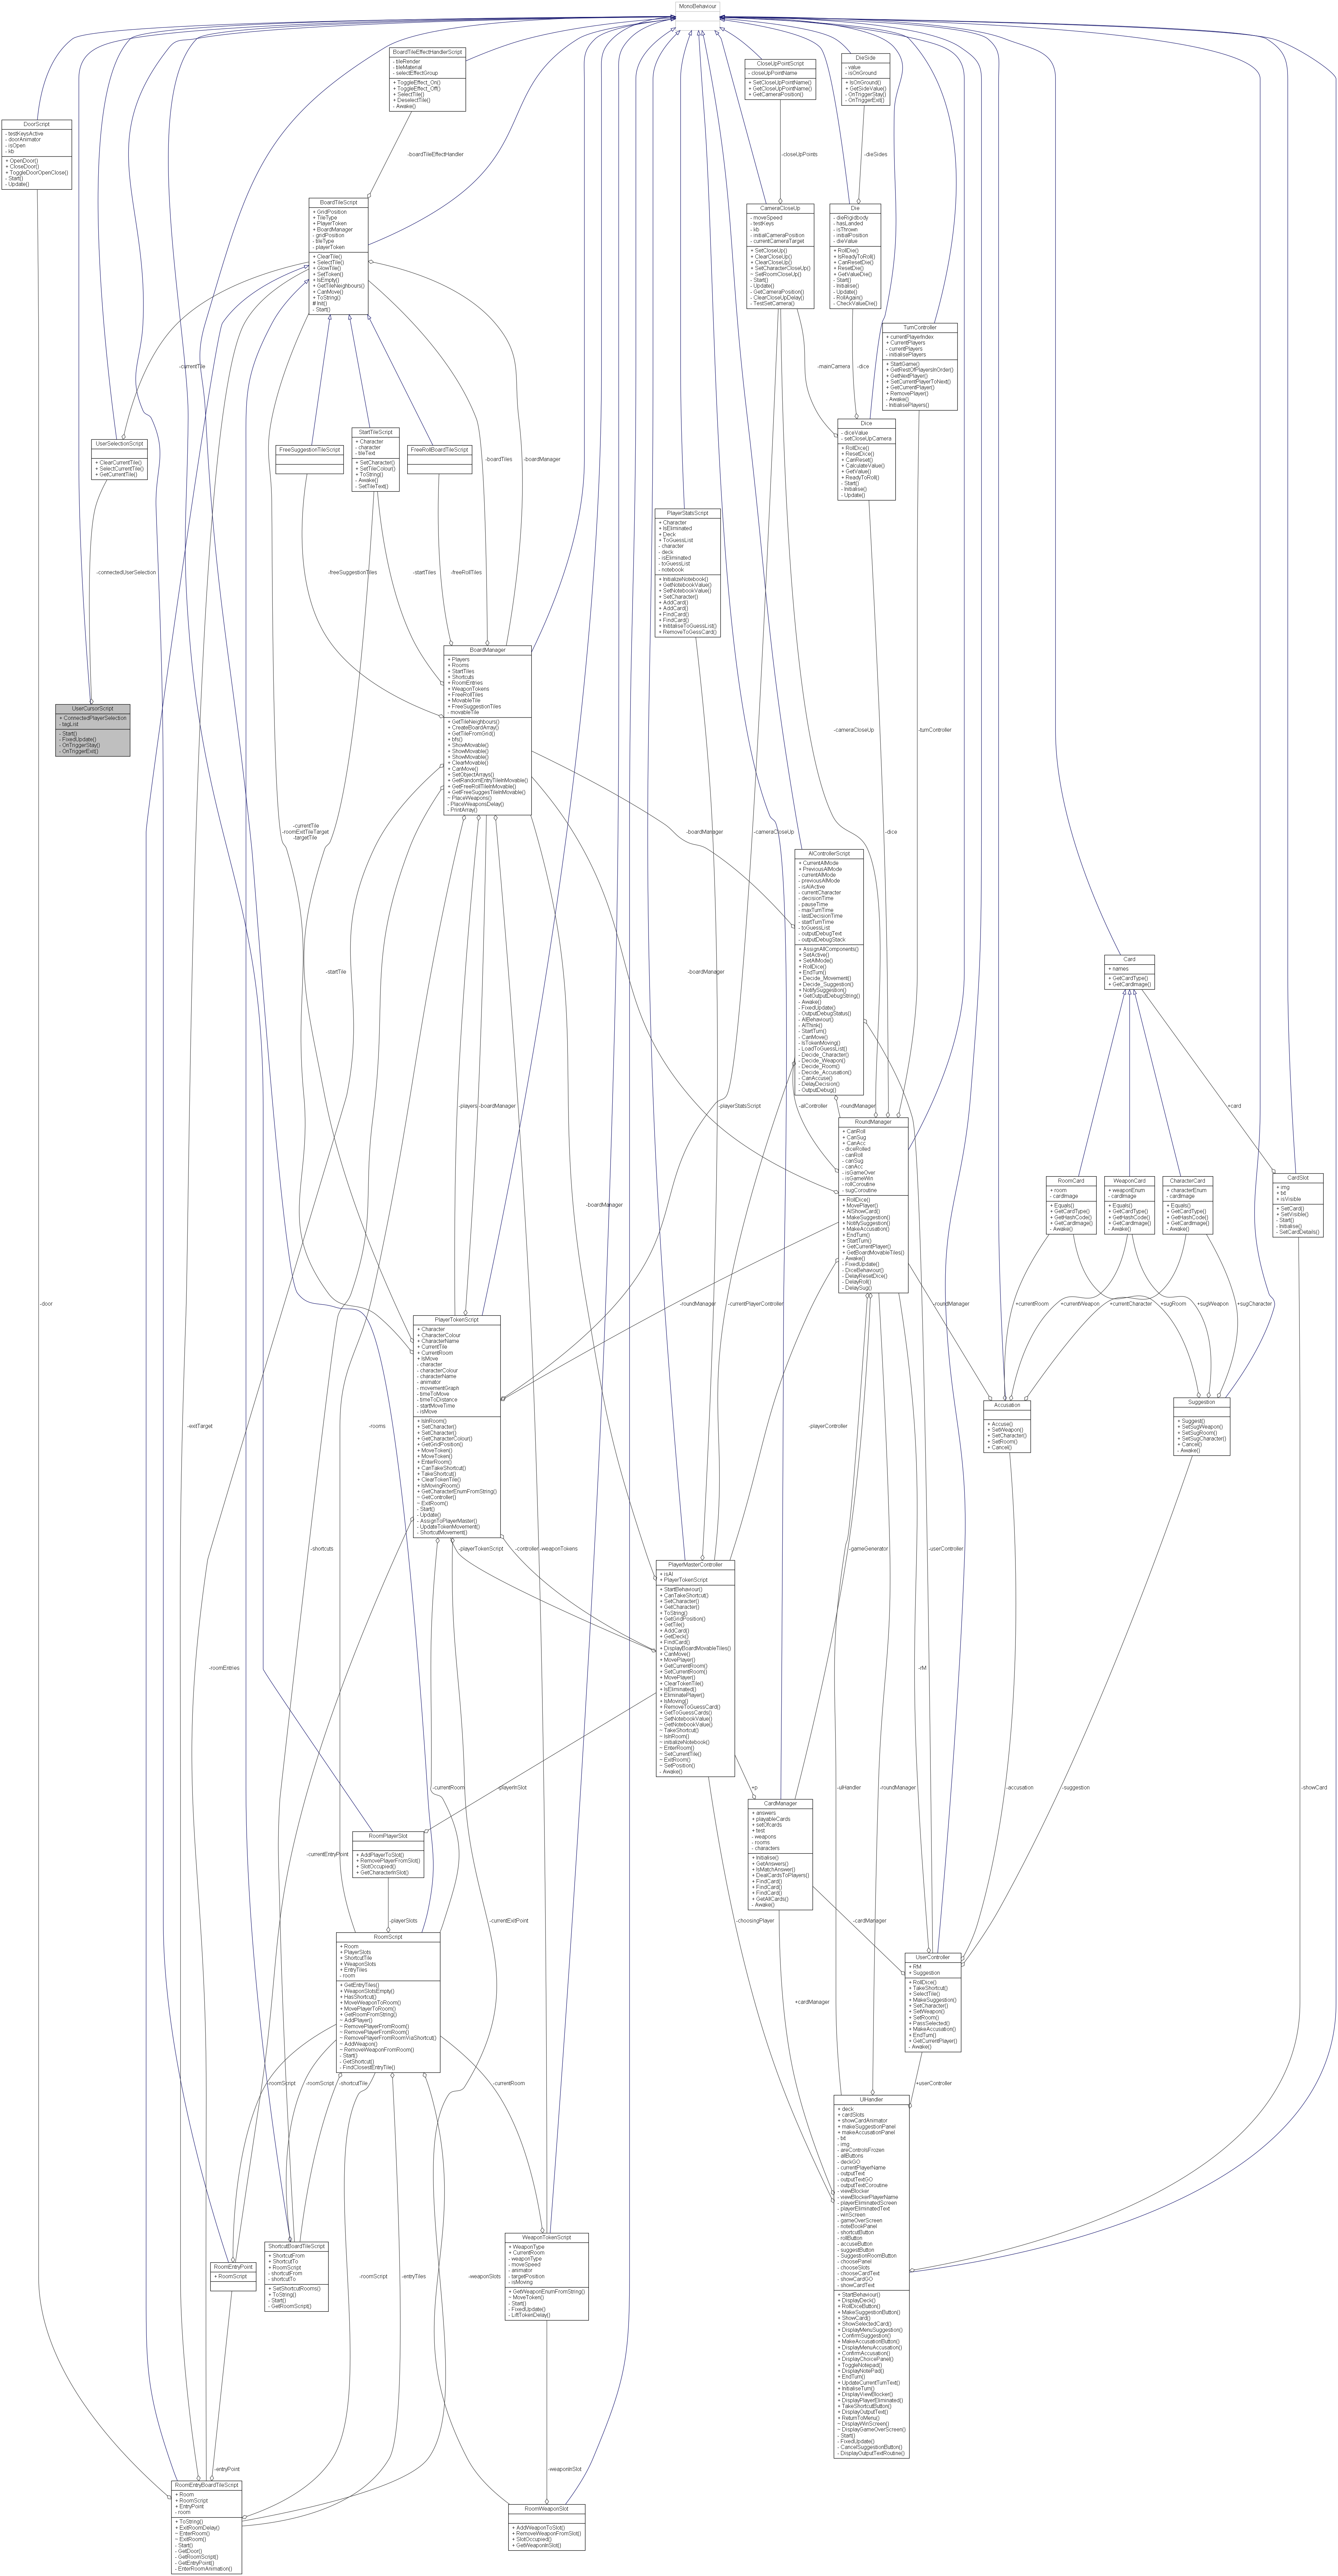 MonoBehaviour
BoardTileEffectHandlerScript
- tileRender
- tileMaterial
- selectEffectGroup
+ ToggleEffect_On()
+ ToggleEffect_Off()
+ SelectTile()
+ DeselectTile()
- Awake()
CloseUpPointScript
- closeUpPointName
+ SetCloseUpPointName()
+ GetCloseUpPointName()
+ GetCameraPosition()
DieSide
- value
- isOnGround
+ IsOnGround()
+ GetSideValue()
- OnTriggerStay()
- OnTriggerExit()
DoorScript
- testKeysActive
- doorAnimator
- isOpen
- kb
+ OpenDoor()
+ CloseDoor()
+ ToggleDoorOpenClose()
- Start()
- Update()
-boardTileEffectHandler
-closeUpPoints
-dieSides
BoardTileScript
+ GridPosition
+ TileType
+ PlayerToken
+ BoardManager
- gridPosition
- tileType
- playerToken
+ ClearTile()
+ SelectTile()
+ GlowTile()
+ SetToken()
+ IsEmpty()
+ GetTileNeighbours()
+ CanMove()
+ ToString()
# Init()
- Start()
CameraCloseUp
- moveSpeed
- testKeys
- kb
- initialCameraPosition
- currentCameraTarget
+ SetCloseUp()
+ ClearCloseUp()
+ ClearCloseUp()
+ SetCharacterCloseUp()
~ SetRoomCloseUp()
- Start()
- Update()
- GetCameraPosition()
- ClearCloseUpDelay()
- TestSetCamera()
Die
- dieRigidbody
- hasLanded
- isThrown
- initialPosition
- dieValue
+ RollDie()
+ IsReadyToRoll()
+ CanResetDie()
+ ResetDie()
+ GetValueDie()
- Start()
- Initialise()
- Update()
- RollAgain()
- CheckValueDie()
TurnController
+ currentPlayerIndex
+ CurrentPlayers
- currentPlayers
- initialisePlayers
+ StartGame()
+ GetRestOfPlayersInOrder()
+ GetNextPlayer()
+ SetCurrentPlayerToNext()
+ GetCurrentPlayer()
+ RemovePlayer()
- Awake()
- InitialisePlayers()
-currentTile
-mainCamera
-dice
UserSelectionScript
+ ClearCurrentTile()
+ SelectCurrentTile()
+ GetCurrentTile()
FreeSuggestionTileScript
StartTileScript
+ Character
- character
- tileText
+ SetCharacter()
+ SetTileColour()
+ ToString()
- Awake()
- SetTileText()
FreeRollBoardTileScript
-boardTiles
-boardManager
Dice
- diceValue
- setCloseUpCamera
+ RollDice()
+ ResetDice()
+ CanReset()
+ CalculateValue()
+ GetValue()
+ ReadyToRoll()
- Start()
- Initialise()
- Update()
PlayerStatsScript
+ Character
+ IsEliminated
+ Deck
+ ToGuessList
- character
- deck
- isEliminated
- toGuessList
- notebook
+ InitializeNotebook()
+ GetNotebookValue()
+ SetNotebookValue()
+ SetCharacter()
+ AddCard()
+ AddCard()
+ FindCard()
+ FindCard()
+ InititaliseToGuessList()
+ RemoveToGessCard()
-connectedUserSelection
-freeSuggestionTiles
-startTiles
-freeRollTiles
BoardManager
+ Players
+ Rooms
+ StartTiles
+ Shortcuts
+ RoomEntries
+ WeaponTokens
+ FreeRollTiles
+ MovableTile
+ FreeSuggestionTiles
- movableTile
+ GetTileNeighbours()
+ CreateBoardArray()
+ GetTileFromGrid()
+ bfs()
+ ShowMovable()
+ ShowMovable()
+ ShowMovable()
+ ClearMovable()
+ CanMove()
+ SetObjectArrays()
+ GetRandomEntryTileInMovable()
+ GetFreeRollTileInMovable()
+ GetFreeSuggesTileInMovable()
~ PlaceWeapons()
- PlaceWeaponsDelay()
- PrintArray()
UserCursorScript
+ ConnectedPlayerSelection
- tagList
- Start()
- FixedUpdate()
- OnTriggerStay()
- OnTriggerExit()
-cameraCloseUp
-turnController
-currentTile
-roomExitTileTarget
-targetTile
-boardManager
-cameraCloseUp
-dice
AIControllerScript
+ CurrentAIMode
+ PreviousAIMode
- currentAIMode
- previousAIMode
- isAIActive
- currentCharacter
- decisionTime
- pauseTime
- maxTurnTime
- lastDecisionTime
- startTurnTime
- toGuessList
- outputDebugText
- outputDebugStack
+ AssignAllComponents()
+ SetActive()
+ SetAIMode()
+ RollDice()
+ EndTurn()
+ Decide_Movement()
+ Decide_Suggestion()
+ NotifySuggestion()
+ GetOutputDebugString()
- Awake()
- FixedUpdate()
- OutputDebugStatus()
- AIBehaviour()
- AIThink()
- StartTurn()
- CanMove()
- IsTokenMoving()
- LoadToGuessList()
- Decide_Character()
- Decide_Weapon()
- Decide_Room()
- Decide_Accusation()
- CanAccuse()
- DelayDecision()
- OutputDebug()
-startTile
-boardManager
Card
+ names
+ GetCardType()
+ GetCardImage()
-players
-boardManager
-playerStatsScript
-aiController
-roundManager
+card
RoundManager
+ CanRoll
+ CanSug
+ CanAcc
- diceRolled
- canRoll
- canSug
- canAcc
- isGameOver
- isGameWin
- rollCoroutine
- sugCoroutine
+ RollDice()
+ MovePlayer()
+ AIShowCard()
+ MakeSuggestion()
+ NotifySuggestion()
+ MakeAccusation()
+ EndTurn()
+ StartTurn()
+ GetCurrentPlayer()
+ GetBoardMovableTiles()
- Awake()
- FixedUpdate()
- DiceBehaviour()
- DelayResetDice()
- DelayRoll()
- DelaySug()
RoomCard
+ room
- cardImage
+ Equals()
+ GetCardType()
+ GetHashCode()
+ GetCardImage()
- Awake()
WeaponCard
+ weaponEnum
- cardImage
+ Equals()
+ GetCardType()
+ GetHashCode()
+ GetCardImage()
- Awake()
CharacterCard
+ characterEnum
- cardImage
+ Equals()
+ GetCardType()
+ GetHashCode()
+ GetCardImage()
- Awake()
CardSlot
+ img
+ txt
+ isVisible
+ SetCard()
+ SetVisible()
- Start()
- Initialise()
- SetCardDetails()
-boardManager
-door
-roundManager
-currentPlayerController
-roundManager
+currentRoom
+currentWeapon
+currentCharacter
+sugRoom
+sugWeapon
+sugCharacter
-showCard
PlayerTokenScript
+ Character
+ CharacterColour
+ CharacterName
+ CurrentTile
+ CurrentRoom
+ IsMove
- character
- characterColour
- characterName
- animator
- movementGraph
- timeToMove
- timeToDistance
- startMoveTime
- isMove
+ IsInRoom()
+ SetCharacter()
+ SetCharacter()
+ GetCharacterColour()
+ GetGridPosition()
+ MoveToken()
+ MoveToken()
+ EnterRoom()
+ CanTakeShortcut()
+ TakeShortcut()
+ ClearTokenTile()
+ IsMovingRoom()
+ GetCharacterEnumFromString()
~ GetController()
~ ExitRoom()
- Start()
- Update()
- AssignToPlayerMaster()
- UpdateTokenMovement()
- ShortcutMovement()
Accusation
+ Accuse()
+ SetWeapon()
+ SetCharacter()
+ SetRoom()
+ Cancel()
Suggestion
+ Suggest()
+ SetSugWeapon()
+ SetSugRoom()
+ SetSugCharacter()
+ Cancel()
- Awake()
-exitTarget
-rooms
-playerController
-shortcuts
-playerTokenScript
-controller
-weaponTokens
-gameGenerator
-userController
PlayerMasterController
+ isAI
+ PlayerTokenScript
+ StartBehaviour()
+ CanTakeShortcut()
+ SetCharacter()
+ GetCharacter()
+ ToString()
+ GetGridPosition()
+ GetTile()
+ AddCard()
+ GetDeck()
+ FindCard()
+ DisplayBoardMovableTiles()
+ CanMove()
+ MovePlayer()
+ GetCurrentRoom()
+ SetCurrentRoom()
+ MovePlayer()
+ ClearTokenTile()
+ IsEliminated()
+ EliminatePlayer()
+ IsMoving()
+ RemoveToGuessCard()
+ GetToGuessCards()
~ SetNotebookValue()
~ GetNotebookValue()
~ TakeShortcut()
~ IsInRoom()
~ initializeNotebook()
~ EnterRoom()
~ SetCurrentTile()
~ ExitRoom()
~ SetPosition()
- Awake()
-roomEntries
-rM
-currentRoom
-playerInSlot
+p
-uiHandler
-roundManager
-accusation
-suggestion
CardManager
+ answers
+ playableCards
+ setOfcards
+ test
- weapons
- rooms
- characters
+ Initialise()
+ GetAnswers()
+ IsMatchAnswer()
+ DealCardsToPlayers()
+ FindCard()
+ FindCard()
+ FindCard()
+ GetAllCards()
- Awake()
RoomPlayerSlot
+ AddPlayerToSlot()
+ RemovePlayerFromSlot()
+ SlotOccupied()
+ GetCharacterInSlot()
-currentEntryPoint
-playerSlots
-currentExitPoint
-choosingPlayer
-cardManager
RoomScript
+ Room
+ PlayerSlots
+ ShortcutTile
+ WeaponSlots
+ EntryTiles
- room
+ GetEntryTiles()
+ WeaponSlotsEmpty()
+ HasShortcut()
+ MoveWeaponToRoom()
+ MovePlayerToRoom()
+ GetRoomFromString()
~ AddPlayer()
~ RemovePlayerFromRoom()
~ RemovePlayerFromRoom()
~ RemovePlayerFromRoomViaShortcut()
~ AddWeapon()
~ RemoveWeaponFromRoom()
- Start()
- GetShortcut()
- FindClosestEntryTile()
UserController
+ RM
+ Suggestion
+ RollDice()
+ TakeShortcut()
+ SelectTile()
+ MakeSuggestion()
+ SetCharacter()
+ SetWeapon()
+ SetRoom()
+ PassSelected()
+ MakeAccusation()
+ EndTurn()
+ GetCurrentPlayer()
- Awake()
+cardManager
-roomScript
-roomScript
-shortcutTile
-currentRoom
+userController
UIHandler
+ deck
+ cardSlots
+ showCardAnimator
+ makeSuggestionPanel
+ makeAccusationPanel
- txt
- img
- areControlsFrozen
- allButtons
- deckGO
- currentPlayerName
- outputText
- outputTextGO
- outputTextCoroutine
- viewBlocker
- viewBlockerPlayerName
- playerEliminatedScreen
- playerEliminatedText
- winScreen
- gameOverScreen
- noteBookPanel
- shortcutButton
- rollButton
- accuseButton
- suggestButton
- SuggestionRoomButton
- choosePanel
- chooseSlots
- chooseCardText
- showCardGO
- showCardText
+ StartBehaviour()
+ DisplayDeck()
+ RollDiceButton()
+ MakeSuggestionButton()
+ ShowCard()
+ ShowSelectedCard()
+ DisplayMenuSuggestion()
+ ConfirmSuggestion()
+ MakeAccusationButton()
+ DisplayMenuAccusation()
+ ConfirmAccusation()
+ DisplayChoicePanel()
+ ToggleNotepad()
+ DisplayNotePad()
+ EndTurn()
+ UpdateCurrentTurnText()
+ InitialiseTurn()
+ DisplayViewBlocker()
+ DisplayPlayerEliminated()
+ TakeShortcutButton()
+ DisplayOutputText()
+ ReturnToMenu()
~ DisplayWinScreen()
~ DisplayGameOverScreen()
- Start()
- FixedUpdate()
- CancelSuggestionButton()
- DisplayOutputTextRoutine()
RoomEntryPoint
+ RoomScript
ShortcutBoardTileScript
+ ShortcutFrom
+ ShortcutTo
+ RoomScript
- shortcutFrom
- shortcutTo
+ SetShortcutRooms()
+ ToString()
- Start()
- GetRoomScript()
WeaponTokenScript
+ WeaponType
+ CurrentRoom
- weaponType
- moveSpeed
- animator
- targetPosition
- isMoving
+ GetWeaponEnumFromString()
~ MoveToken()
- Start()
- FixedUpdate()
- LiftTokenDelay()
-roomScript
-entryTiles
-weaponSlots
-entryPoint
-weaponInSlot
RoomEntryBoardTileScript
+ Room
+ RoomScript
+ EntryPoint
- room
+ ToString()
+ ExitRoomDelay()
~ EnterRoom()
~ ExitRoom()
- Start()
- GetDoor()
- GetRoomScript()
- GetEntryPoint()
- EnterRoomAnimation()
RoomWeaponSlot
+ AddWeaponToSlot()
+ RemoveWeaponFromSlot()
+ SlotOccupied()
+ GetWeaponInSlot()